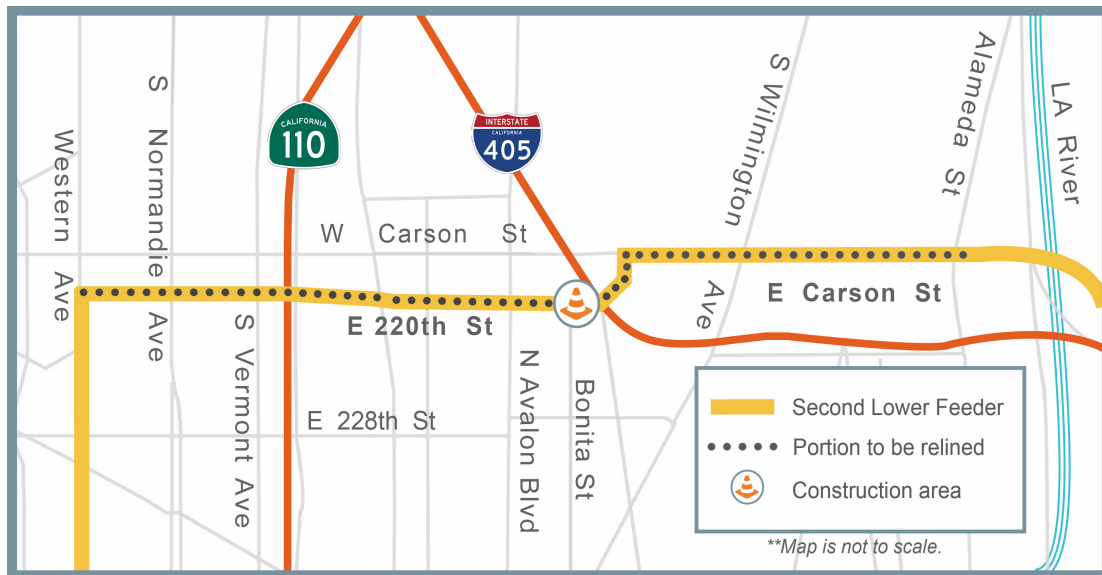 S Normandie Ave
Western Ave
CALIFORNIA
110
INTERSTATE
CALIFORNIA
405
S Wilmington Ave
Alameda St
LA River
W Carson St
E Carson St
E 220th St
S Vermont Ave
N Avalon Blvd
Bonita St
E 228th St
Second Lower Feeder
Portion to be relined
Construction area
**Map is not to scale.